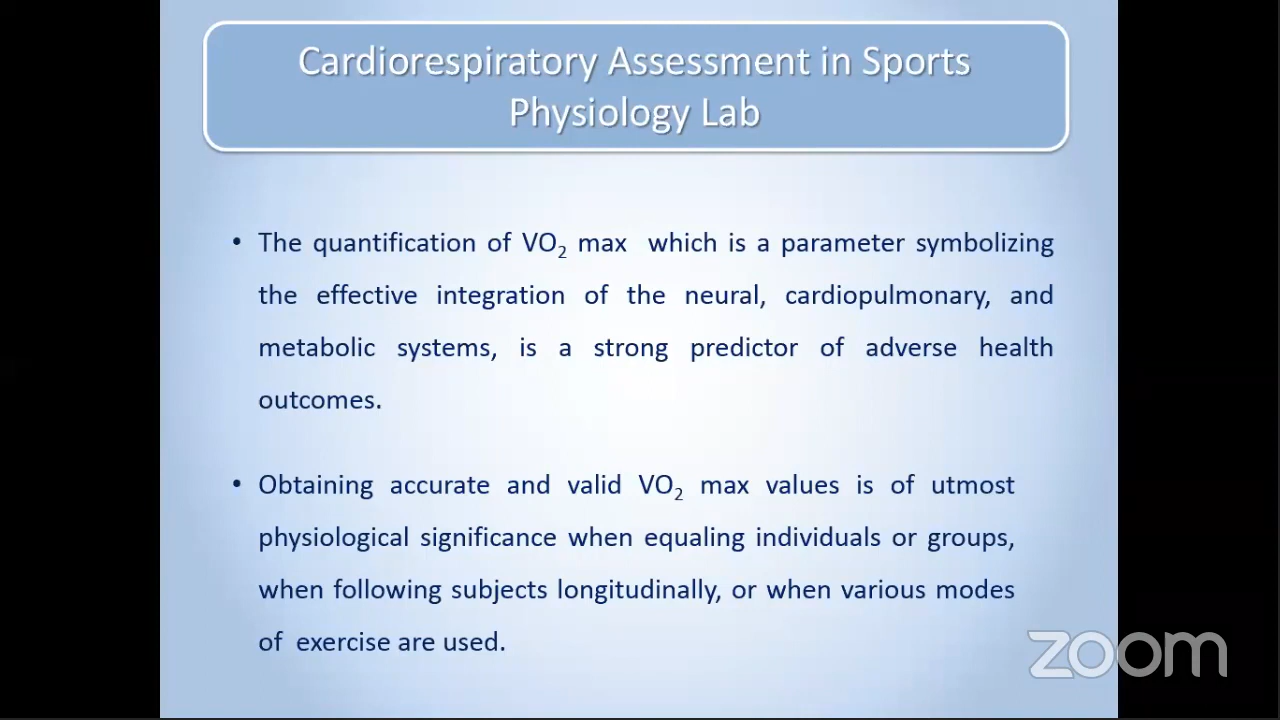 Cardiorespiratory Assessment in Sports
Physiology Lab
• The quantification of VO₂ max which is a parameter symbolizing
the effective integration of the neural, cardiopulmonary, and
metabolic systems, is a strong predictor of adverse health
outcomes.
• Obtaining accurate and valid VO₂ max values is of utmost
physiological significance when equaling individuals or groups,
when following subjects longitudinally, or when various modes
of exercise are used.
zoom